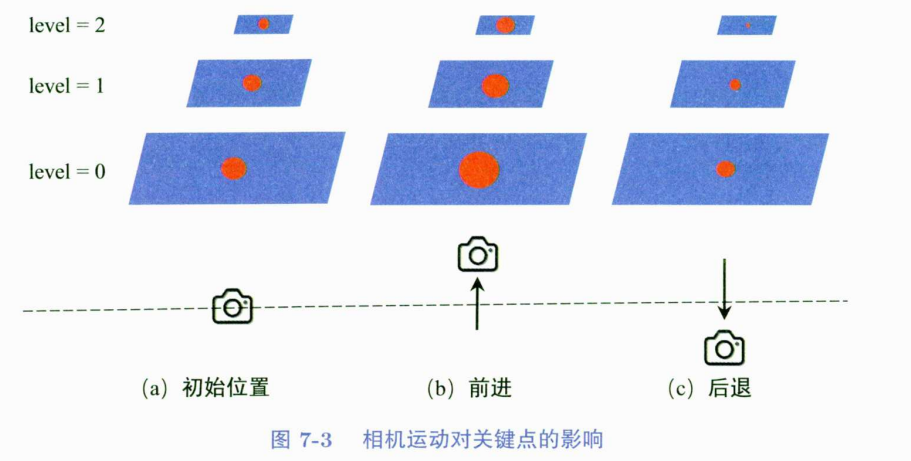 level = 2
level = 1
level = 0
(a) 初始位置
(b) 前进
(c) 后退
图 7-3 相机运动对关键点的影响